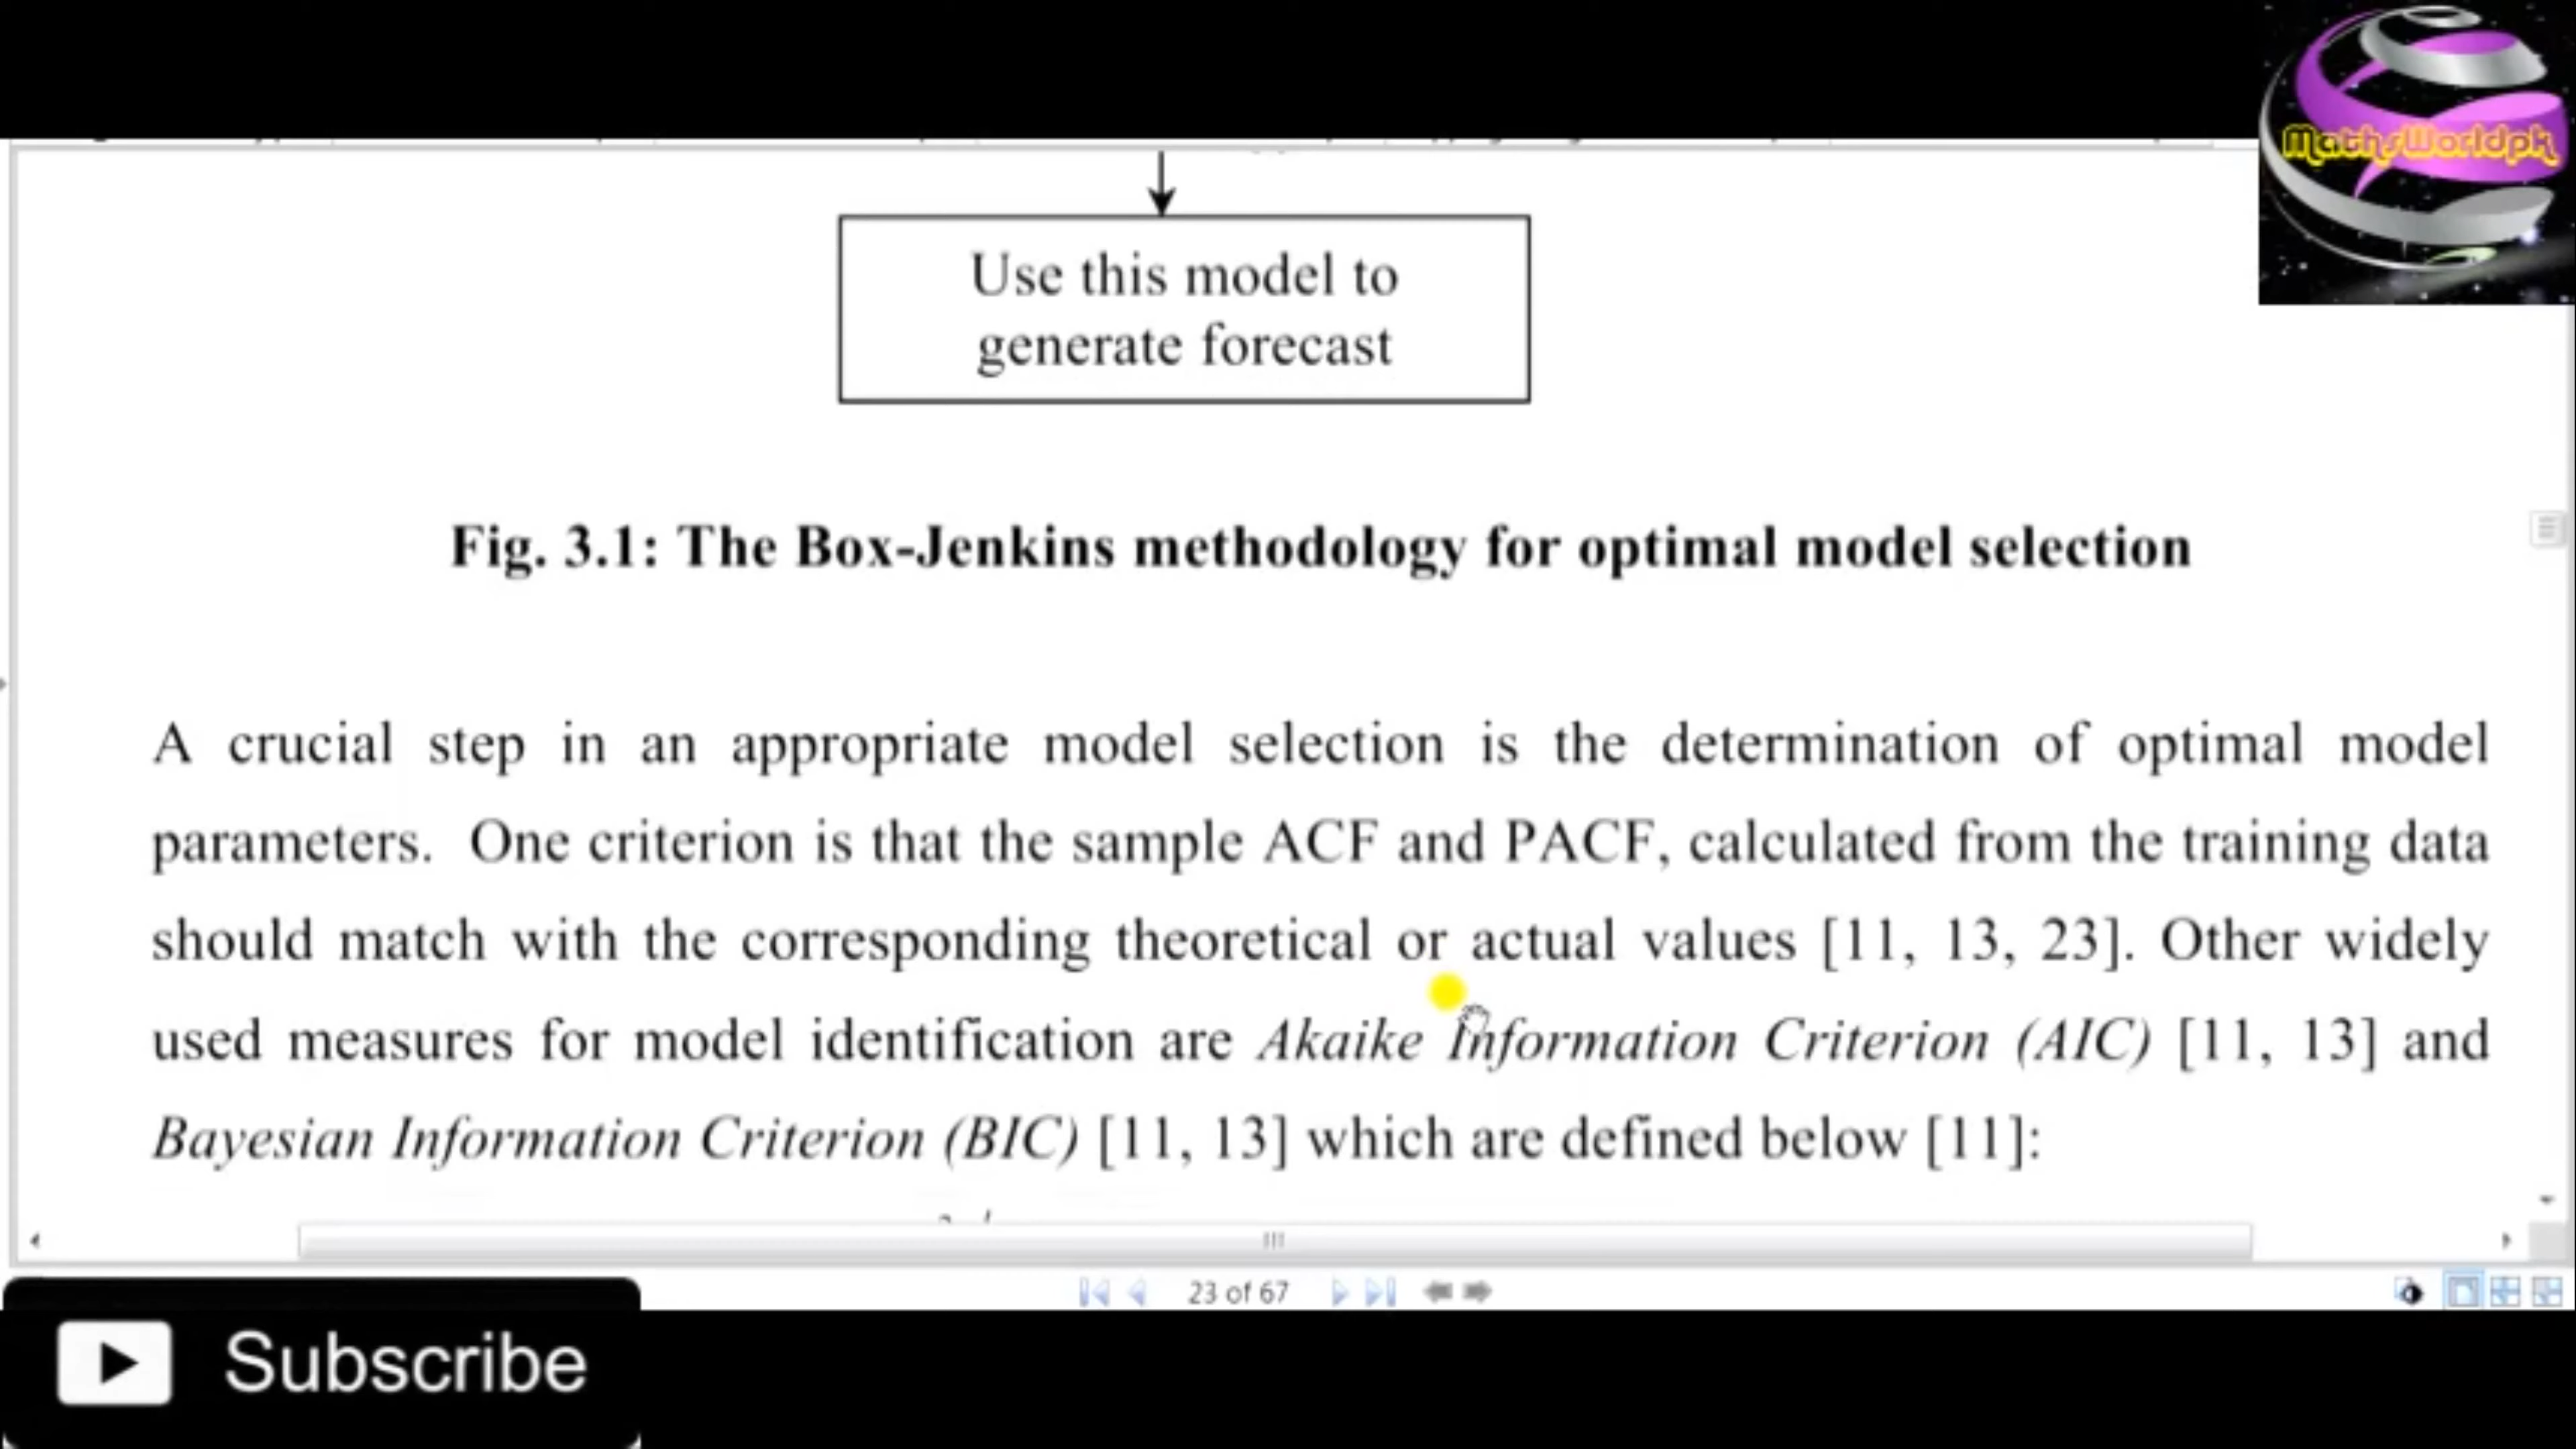 MathsWorldpk
Use this model to
generate forecast
Fig. 3.1: The Box-Jenkins methodology for optimal model selection
A crucial step in an appropriate model selection is the determination of optimal model
parameters. One criterion is that the sample ACF and PACF, calculated from the training data
should match with the corresponding theoretical or actual values [11, 13, 23]. Other widely
used measures for model identification are Akaike Information Criterion (AIC) [11, 13] and
Bayesian Information Criterion (BIC) [11, 13] which are defined below [11]:
23 of 67
Subscribe